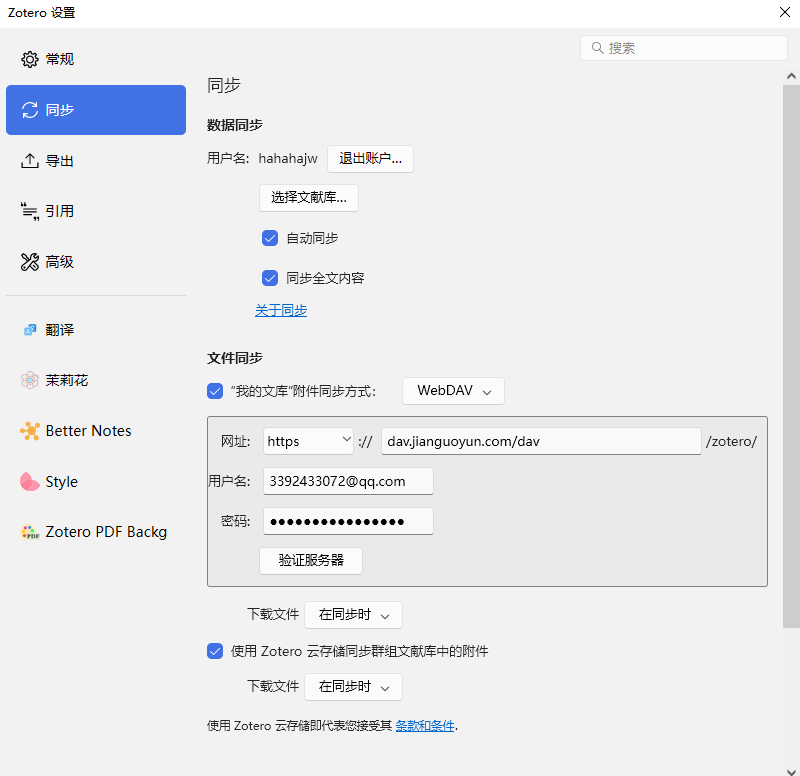 Zotero 设置
搜索
常规
同步
导出
引用
高级
翻译
茉莉花
Better Notes
Style
PDF
Zotero PDF Backg
同步
数据同步
用户名: hahahajw 退出账户...
选择文献库...
自动同步
同步全文内容
关于同步
文件同步
“我的文库”附件同步方式: WebDAV
网址: https :// dav.jianguoyun.com/dav /zotero/
用户名: 3392433072@qq.com
密码: ●●●●●●●●●●●●●●●●
验证服务器
下载文件 在同步时
使用 Zotero 云存储同步群组文献库中的附件
下载文件 在同步时
使用 Zotero 云存储即代表您接受其 条款和条件.